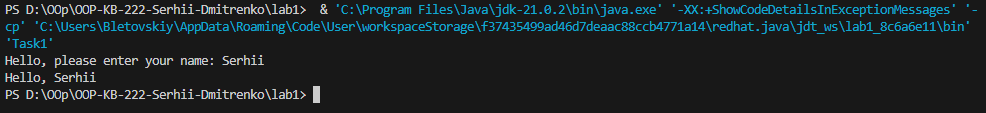 PS D:\OOp\OOP-KB-222-Serhii-Dmitrenko\lab1>  & 'C:\Program Files\Java\jdk-21.0.2\bin\java.exe' '-XX:+ShowCodeDetailsInExceptionMessages' '-
cp' 'C:\Users\Bletovskiy\AppData\Roaming\Code\User\workspaceStorage\f37435499ad46d7deaac88ccb4771a14\redhat.java\jdt_ws\lab1_8c6a6e11\bin'
'Task1'
Hello, please enter your name: Serhii
Hello, Serhii
PS D:\OOp\OOP-KB-222-Serhii-Dmitrenko\lab1>